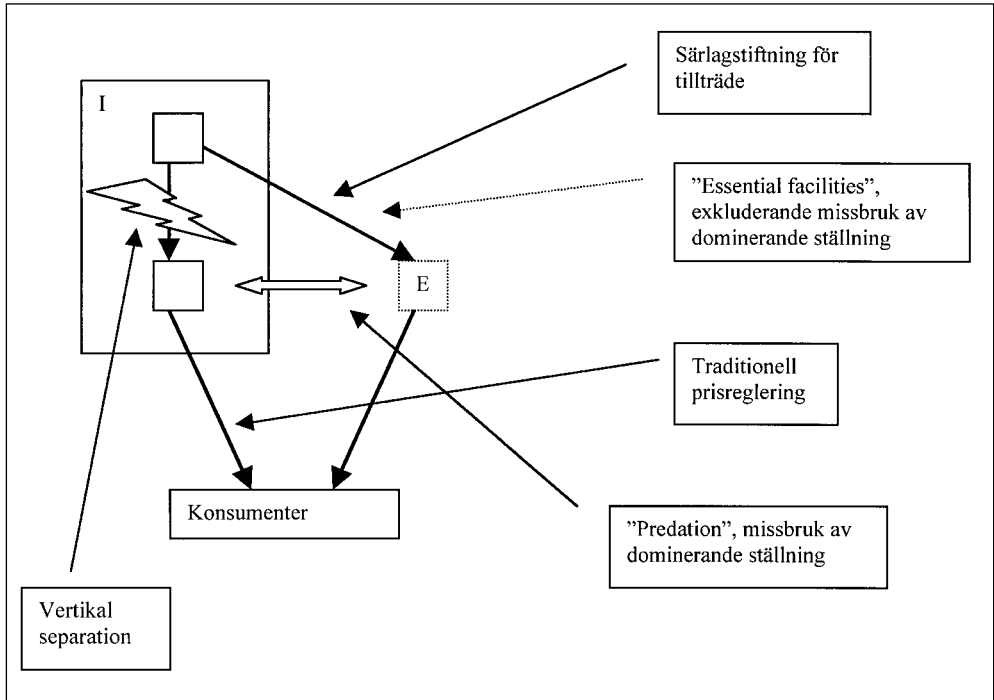 Särlagstiftning för
tillträde
I
"Essential facilities",
exkluderande missbruk av
dominerande ställning
E
Traditionell
prisreglering
Konsumenter
"Predation", missbruk av
dominerande ställning
Vertikal
separation